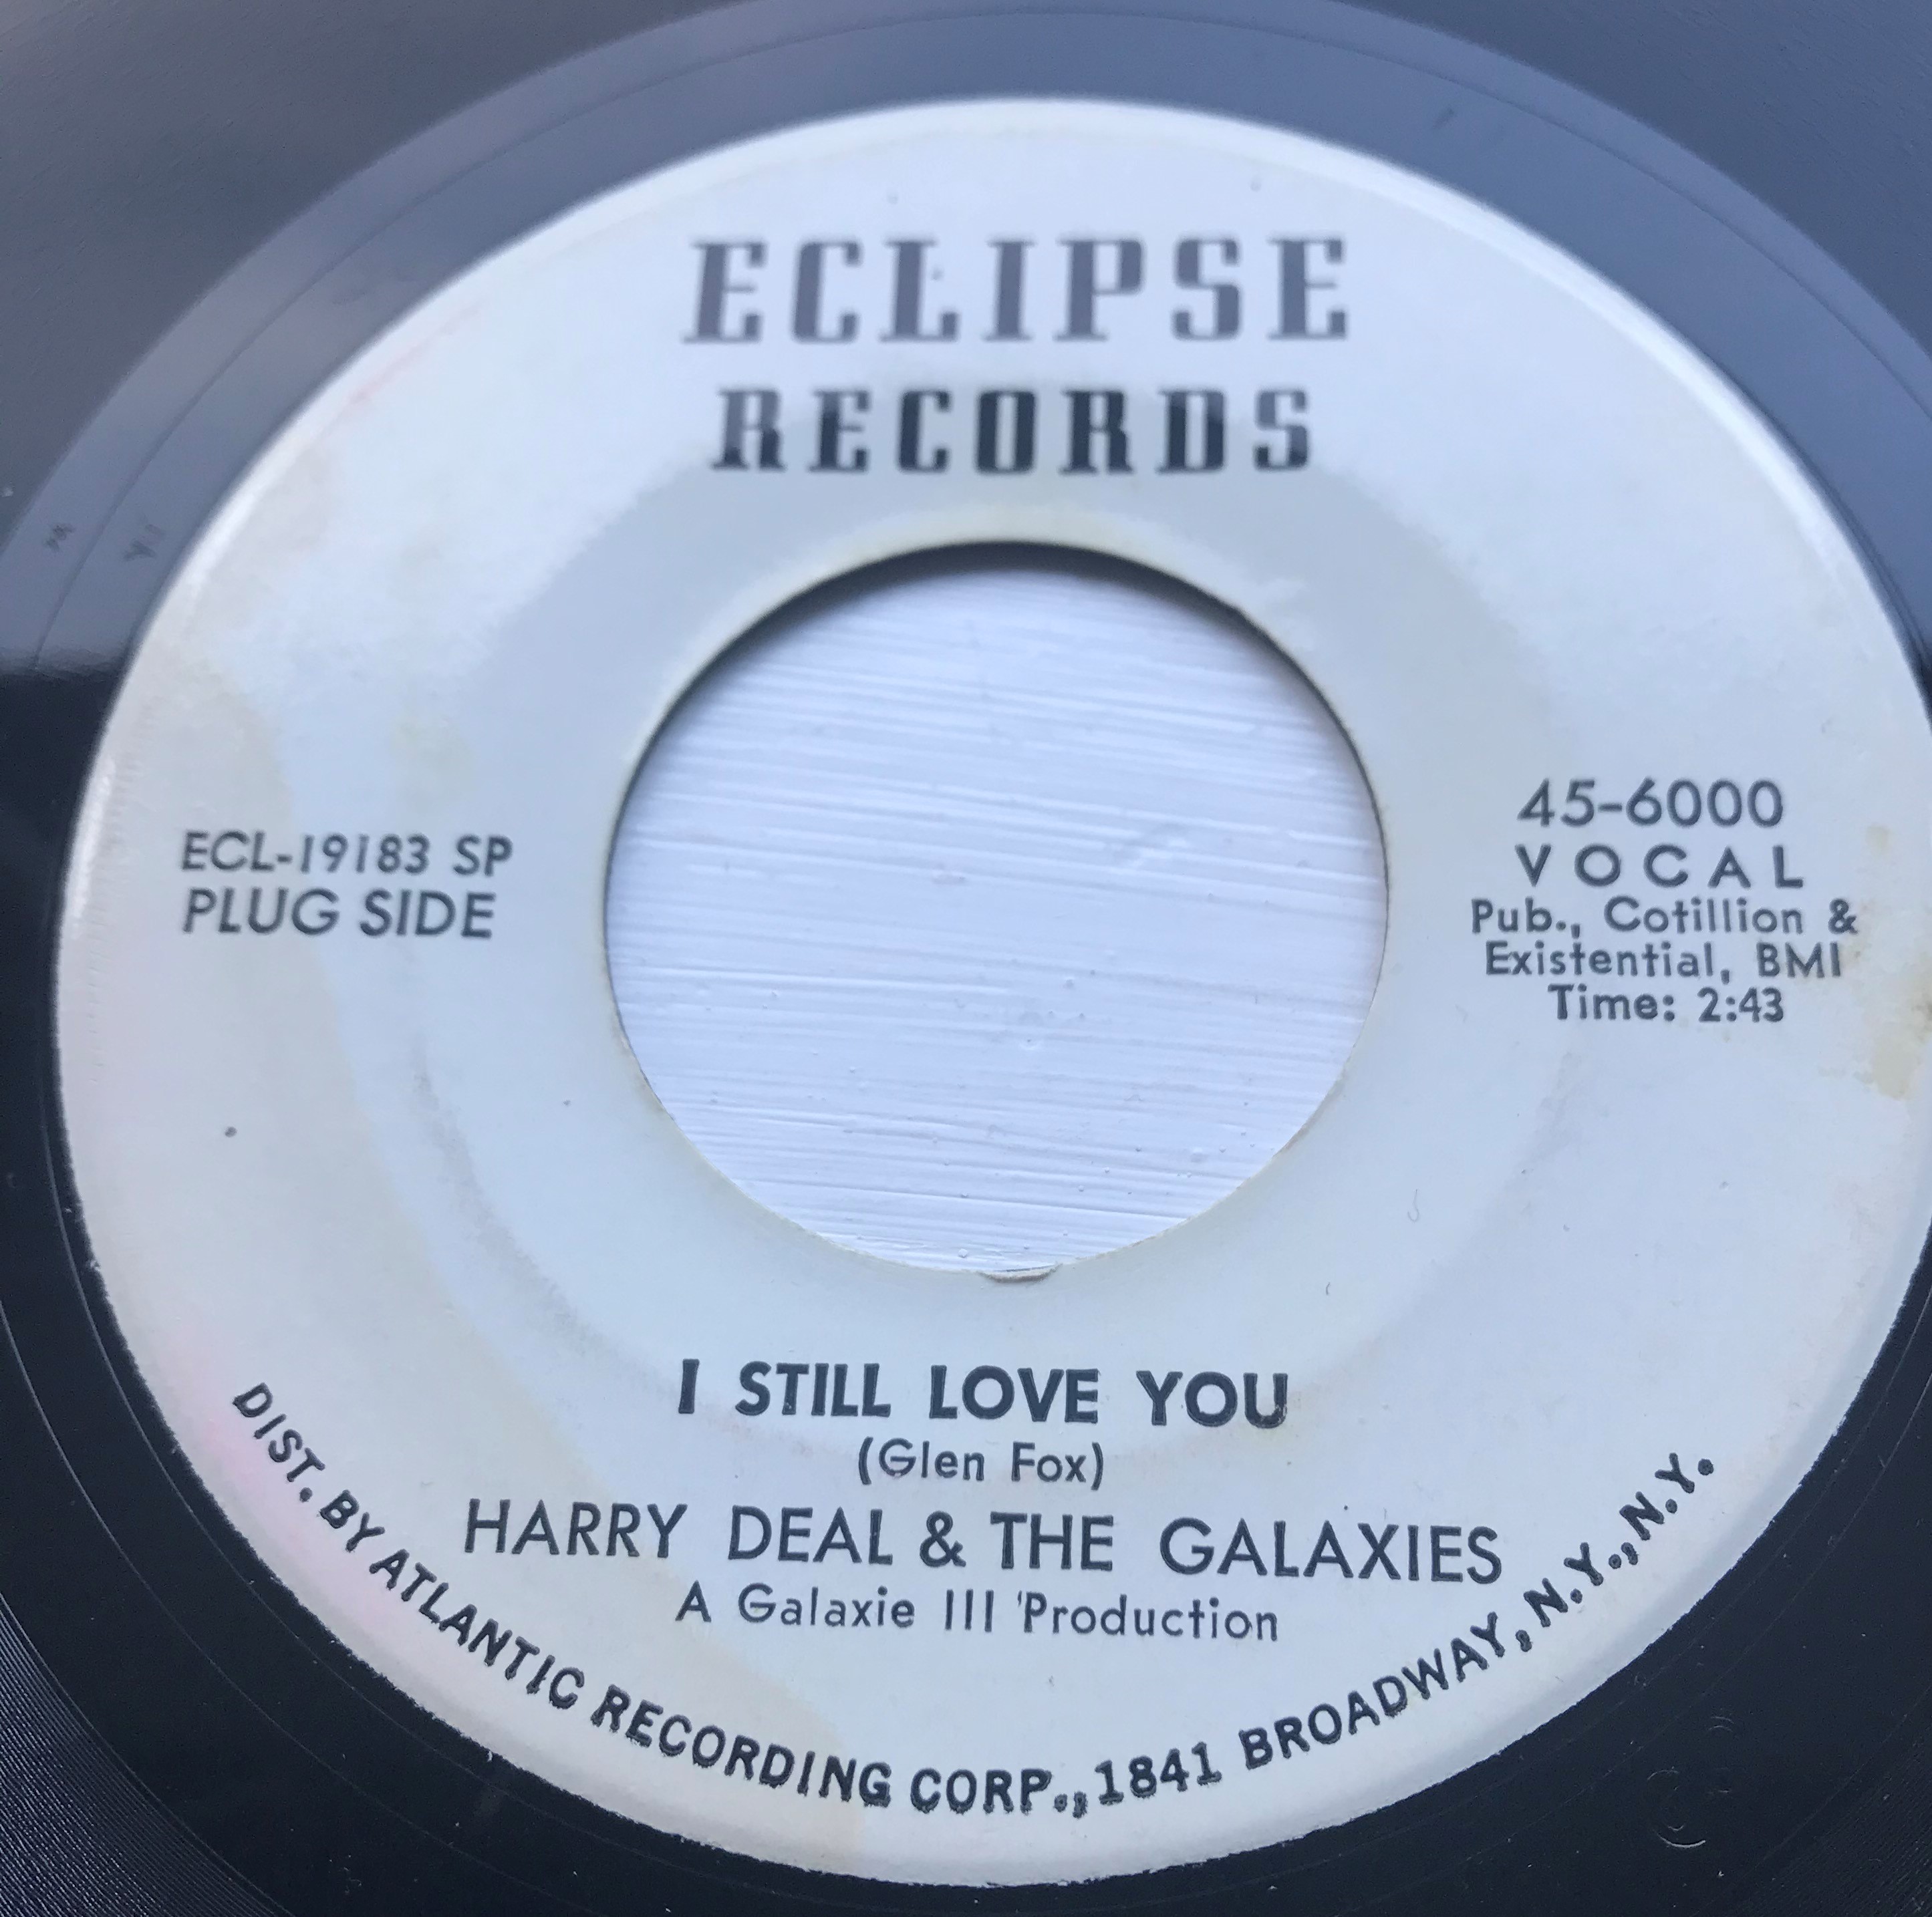 ECLIPSE
RECORDS
ECL-19183 SP
PLUG SIDE
45-6000
VOCAL
Pub., Cotillion &
Existential, BMI
Time: 2:43
I STILL LOVE YOU
(Glen Fox)
HARRY DEAL & THE GALAXIES
A Galaxie III Production
DIST. BY ATLANTIC RECORDING CORP., 1841 BROADWAY, N.Y., N.Y.